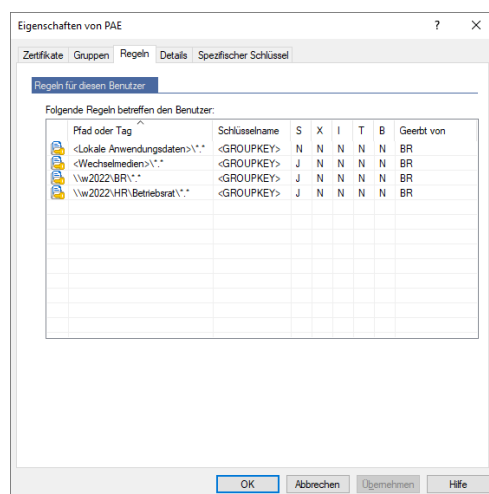 Eigenschaften von PAE ? ×
Zertifikate Gruppen Regeln Details Spezifischer Schlüssel
Regeln für diesen Benutzer
Folgende Regeln betreffen den Benutzer:
Pfad oder Tag Schlüsselname S X I T B Geerbt von
<Lokale Anwendungsdaten>\*.* <GROUPKEY> N N N N N BR
<Wechselmedien>\*.* <GROUPKEY> J N N N N BR
\\w2022\BR\*.* <GROUPKEY> J N N N N BR
\\w2022\HR\Betriebsrat\*.* <GROUPKEY> J N N N N BR
OK Abbrechen Übernehmen Hilfe